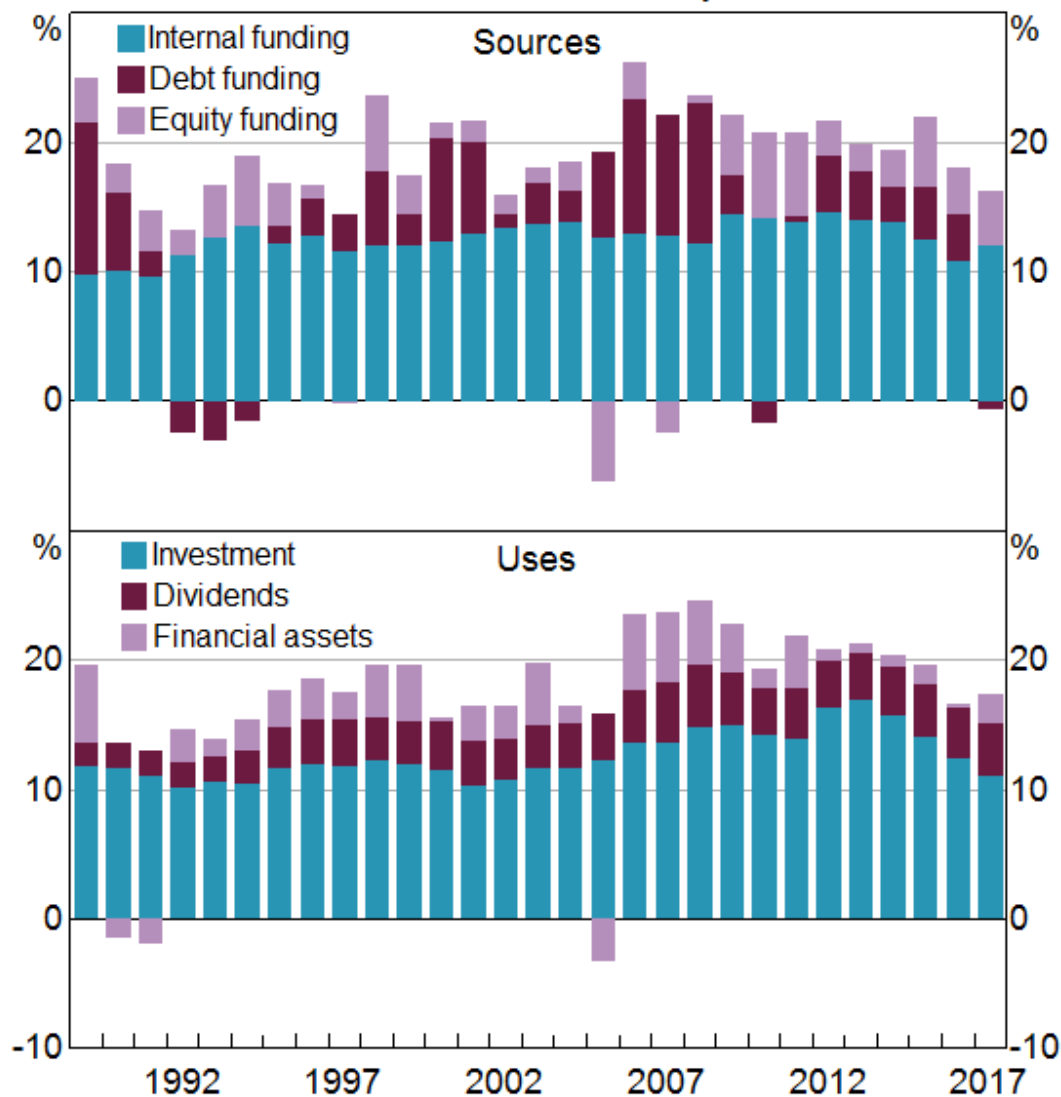 % Sources %
Internal funding
Debt funding
Equity funding
20 20
10 10
0 0
% Uses %
Investment
Dividends
Financial assets
20 20
10 10
0 0
-10 -10
1992 1997 2002 2007 2012 2017